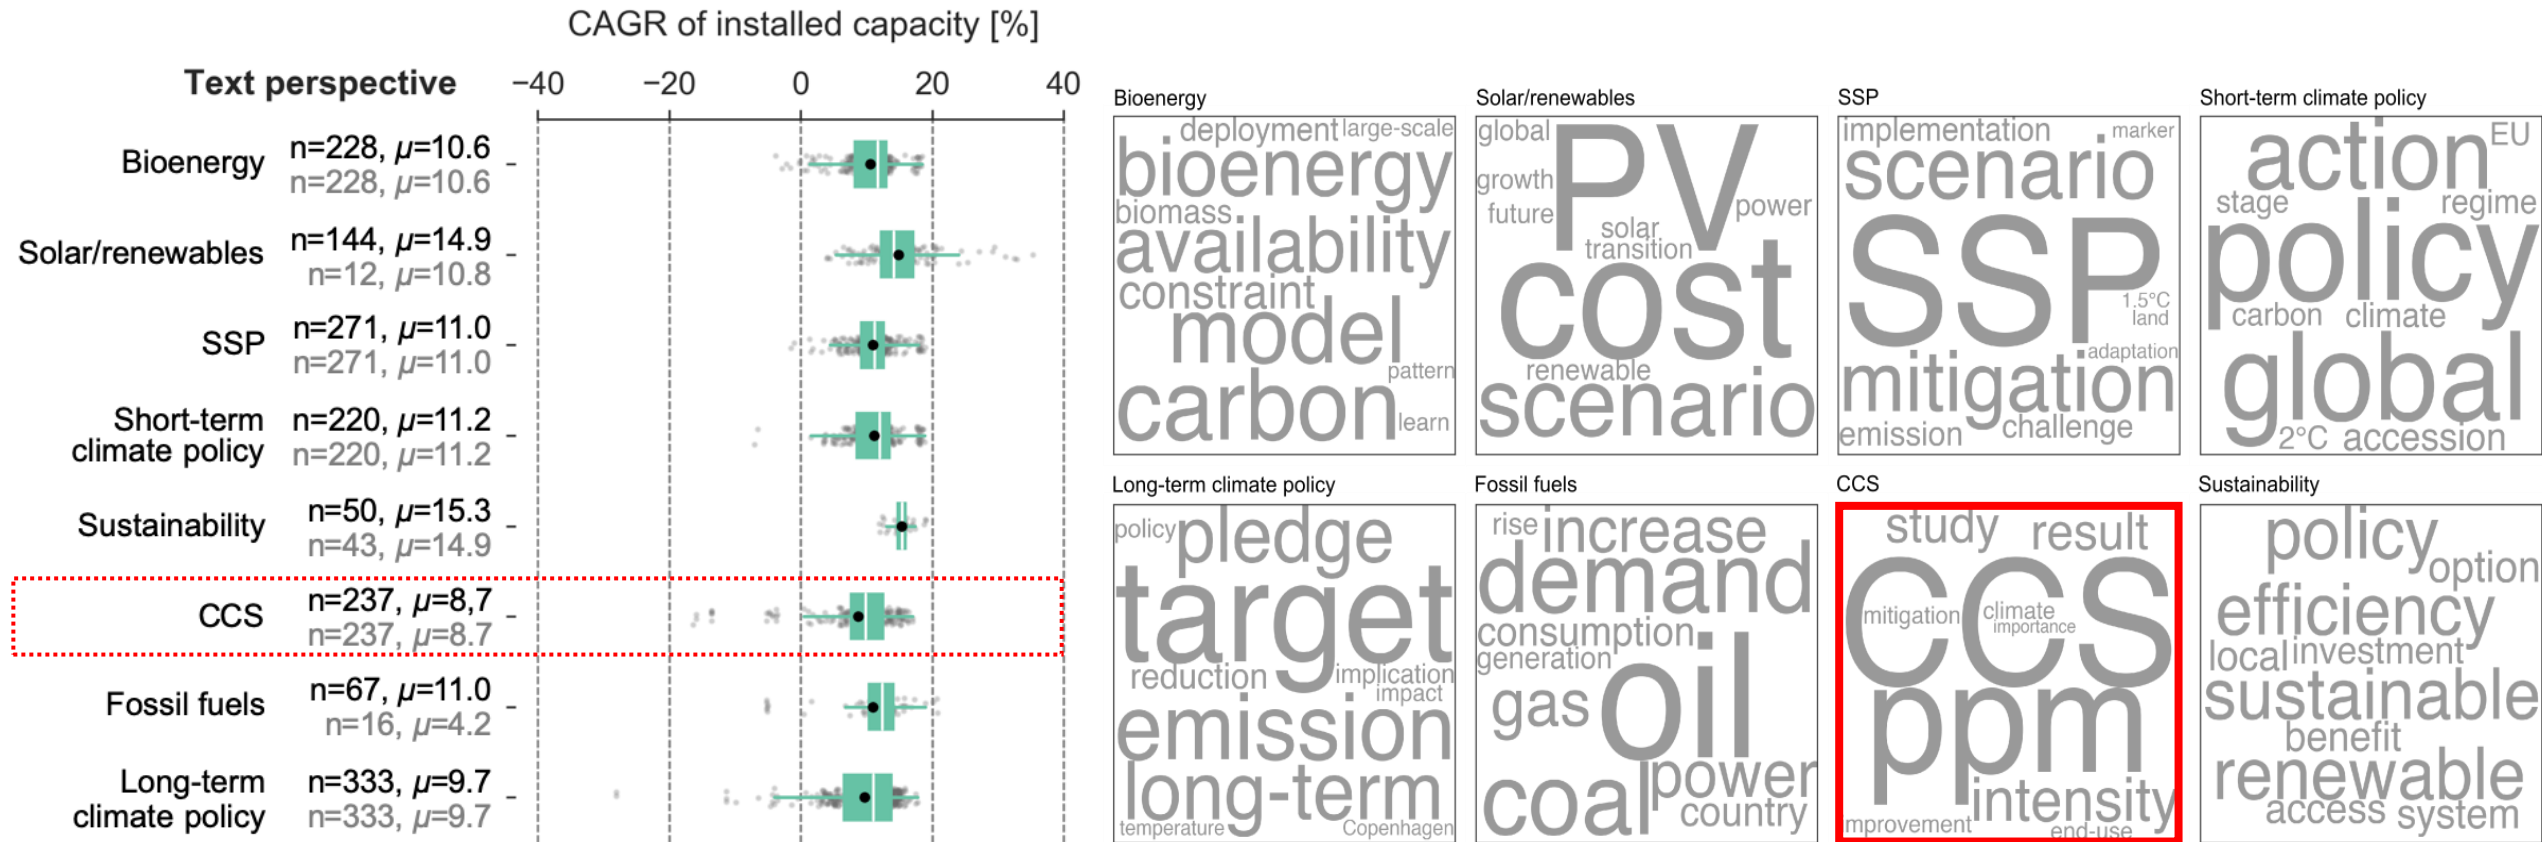 CAGR of installed capacity [%]
Text perspective
−40 −20 0 20 40
Bioenergy n=228, μ=10.6
n=228, μ=10.6
Solar/renewables n=144, μ=14.9
n=12, μ=10.8
SSP n=271, μ=11.0
n=271, μ=11.0
Short-term n=220, μ=11.2
climate policy n=220, μ=11.2
Sustainability n=50, μ=15.3
n=43, μ=14.9
CCS n=237, μ=8,7
n=237, μ=8.7
Fossil fuels n=67, μ=11.0
n=16, μ=4.2
Long-term n=333, μ=9.7
climate policy n=333, μ=9.7
Bioenergy
deployment large-scale
bioenergy
biomass
availability
constraint
model
pattern
carbon
learn
Solar/renewables
global
PV
growth
future
power
solar
transition
cost
renewable
scenario
SSP
implementation marker
scenario
SSP
1.5°C
land
adaptation
mitigation
emission challenge
Short-term climate policy
action EU
stage regime
policy
carbon climate
global
2°C accession
Long-term climate policy
policy pledge
target
reduction implication
impact
emission
long-term
temperature Copenhagen
Fossil fuels
rise increase
demand
consumption
generation
gas oil
coal power
country
CCS
study result
CCS
mitigation climate
importance
ppm
intensity
mprovement end-use
Sustainability
policy
option
efficiency
local investment
sustainable
benefit
renewable
access system